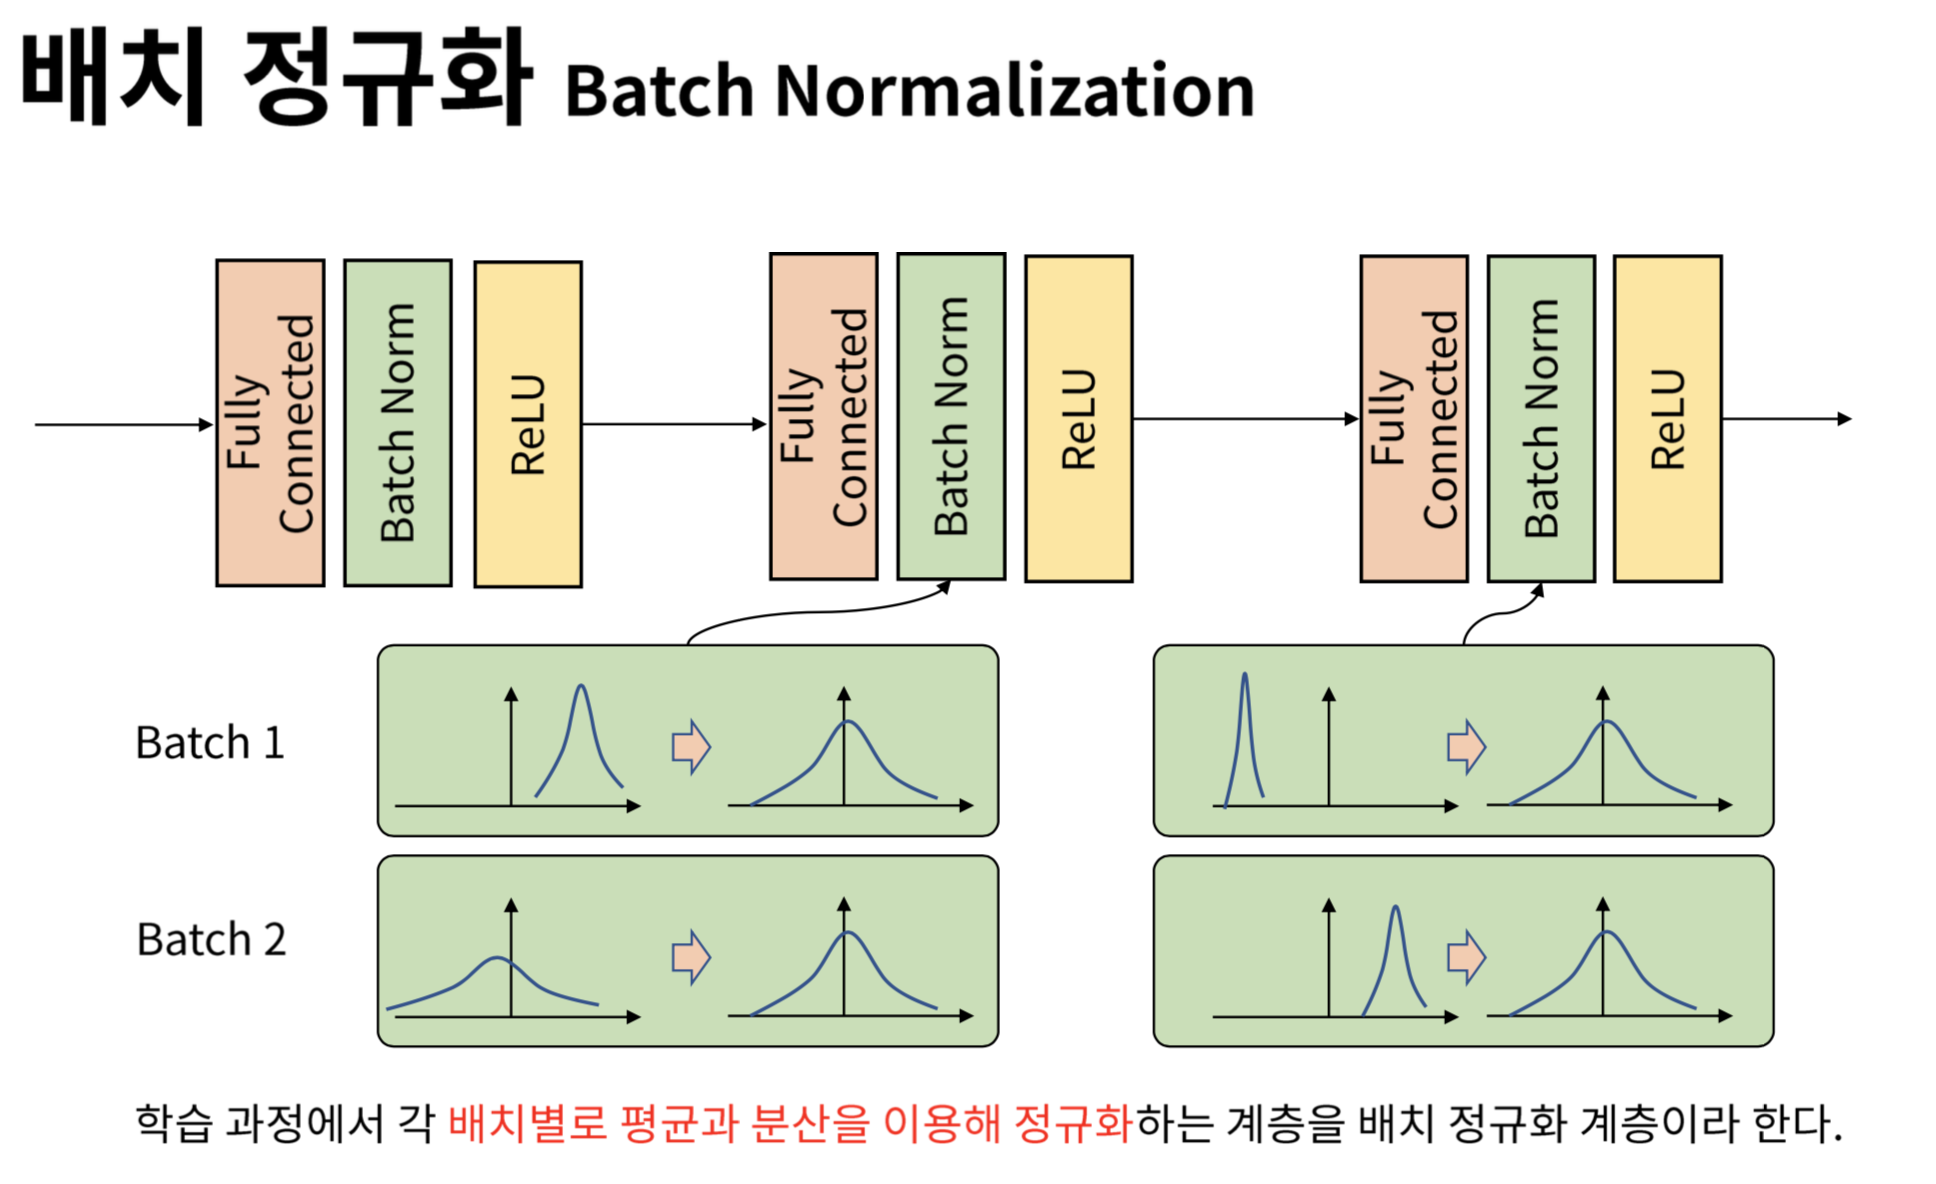 배치 정규화 Batch Normalization
Fully
Connected
Batch Norm
ReLU
Fully
Connected
Batch Norm
ReLU
Fully
Connected
Batch Norm
ReLU
Batch 1
Batch 2
학습 과정에서 각 배치별로 평균과 분산을 이용해 정규화하는 계층을 배치 정규화 계층이라 한다.